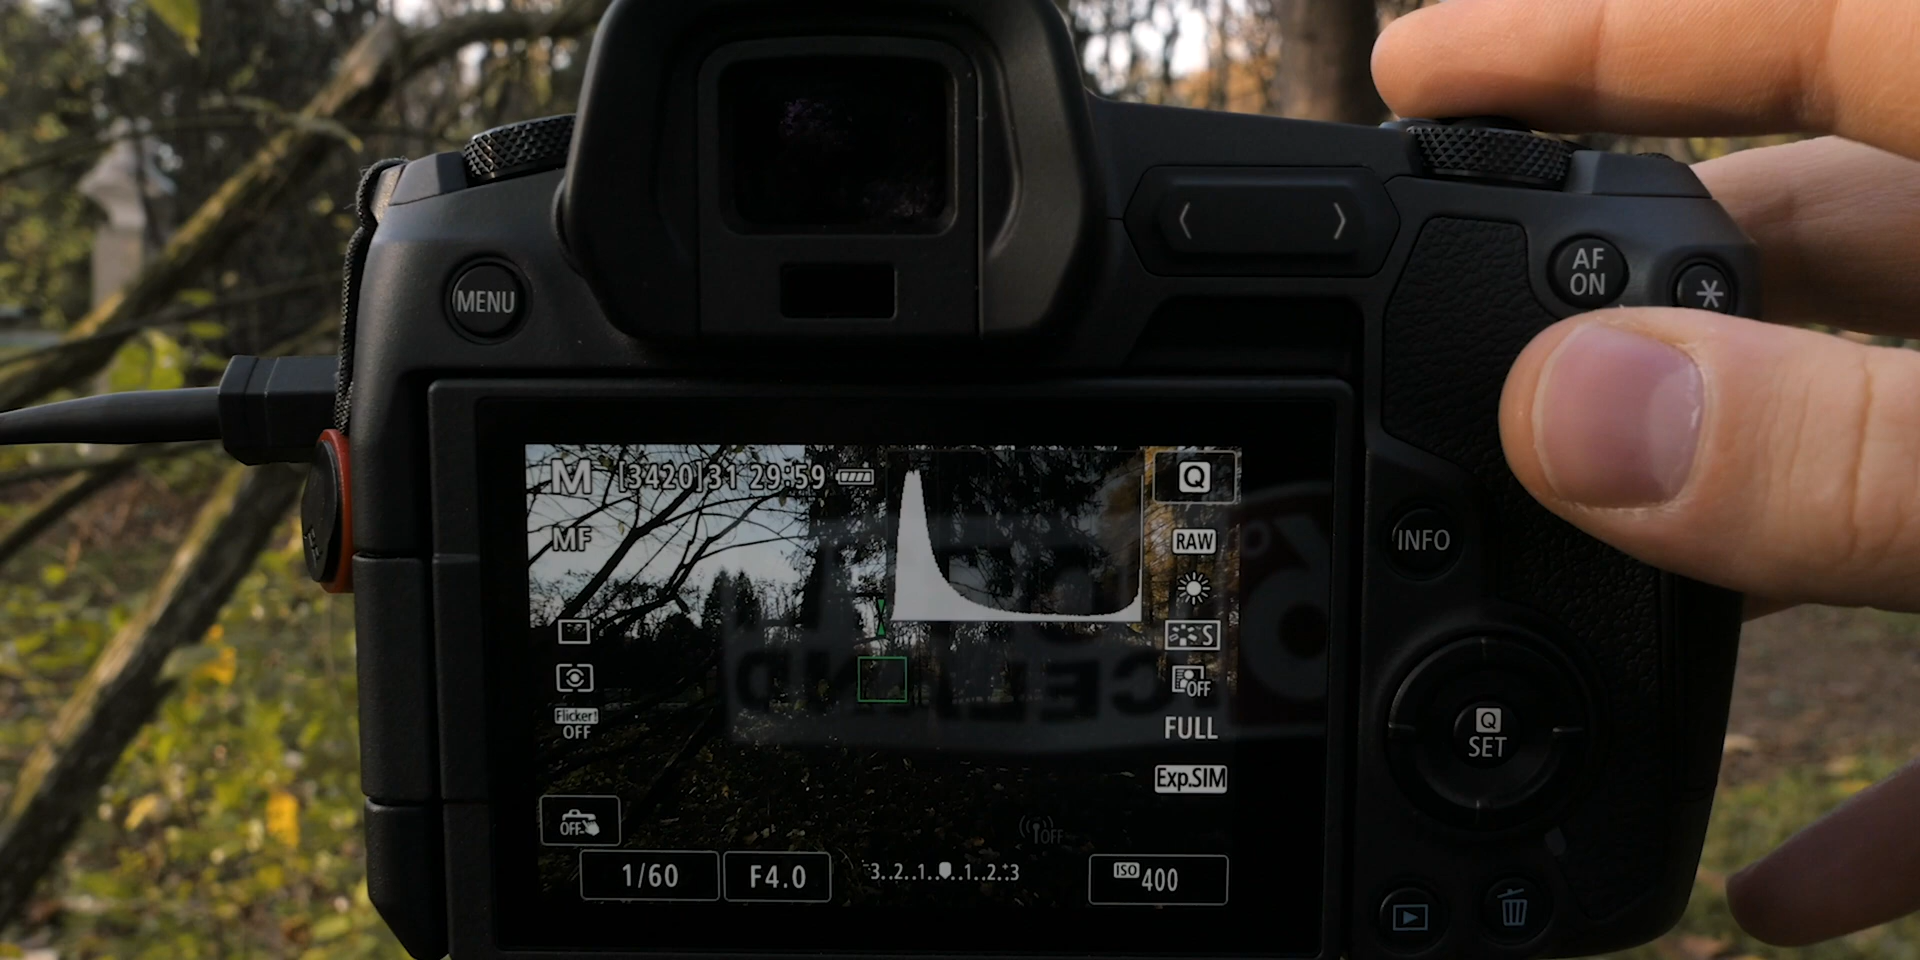 MENU
AF
ON
*
M [3420]31 29:59
Q
MF
RAW
INFO
S
OFF
Flicker!
OFF
FULL
Q
SET
Exp.SIM
OFF
OFF
1/60 F4.0 -3..2..1..0..1..2..+3 ISO 400
ICELAND